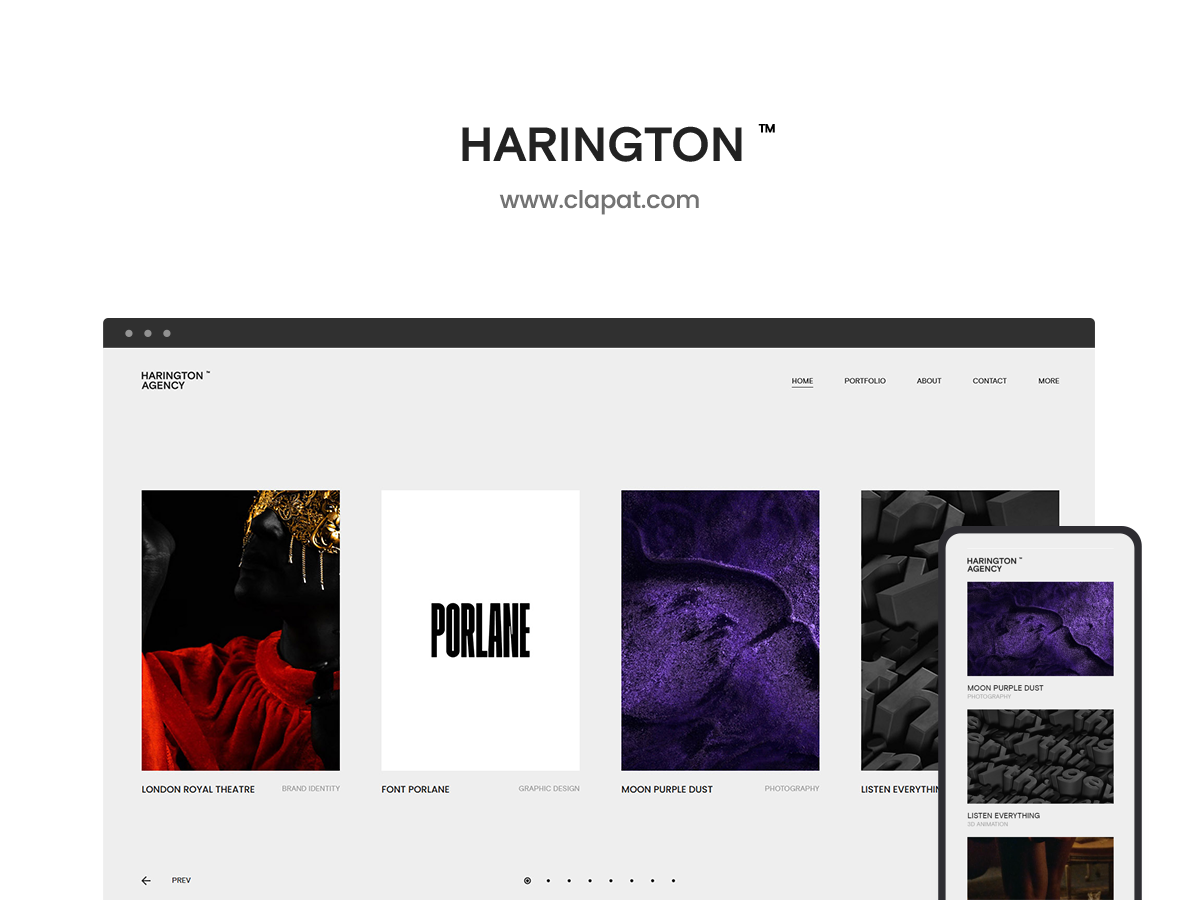 HARINGTON ™
www.clapat.com
HARINGTON ™
AGENCY
HOME PORTFOLIO ABOUT CONTACT MORE
PORLANE
LONDON ROYAL THEATRE BRAND IDENTITY
FONT PORLANE GRAPHIC DESIGN
MOON PURPLE DUST PHOTOGRAPHY
LISTEN EVERYTHIN
PREV
HARINGTON ™
AGENCY
MOON PURPLE DUST
PHOTOGRAPHY
LISTEN EVERYTHING
3D ANIMATION